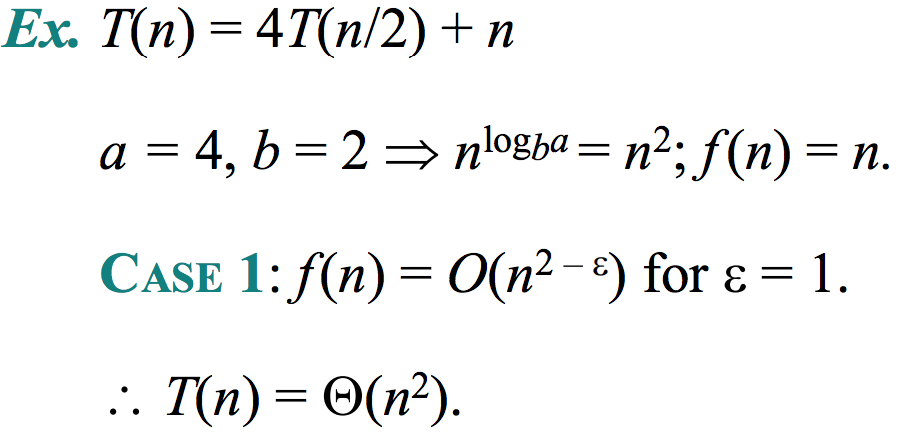 Ex. T(n) = 4T(n/2) + n
a = 4, b = 2 ⇒ n^{log_b a} = n²; f(n) = n.
CASE 1: f(n) = O(n^{2 – ε}) for ε = 1.
∴ T(n) = Θ(n²).